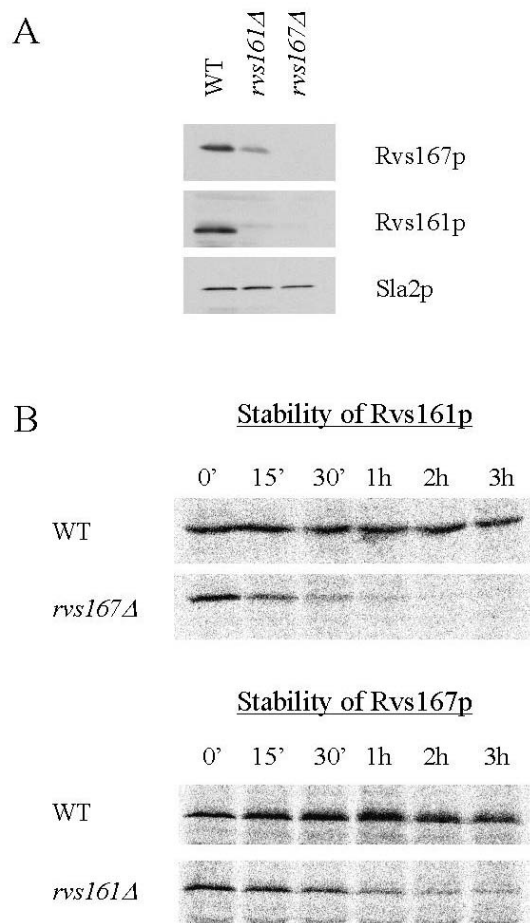 A
WT rvs161Δ rvs167Δ
Rvs167p
Rvs161p
Sla2p
B
Stability of Rvs161p
0’ 15’ 30’ 1h 2h 3h
WT
rvs167Δ
Stability of Rvs167p
0’ 15’ 30’ 1h 2h 3h
WT
rvs161Δ